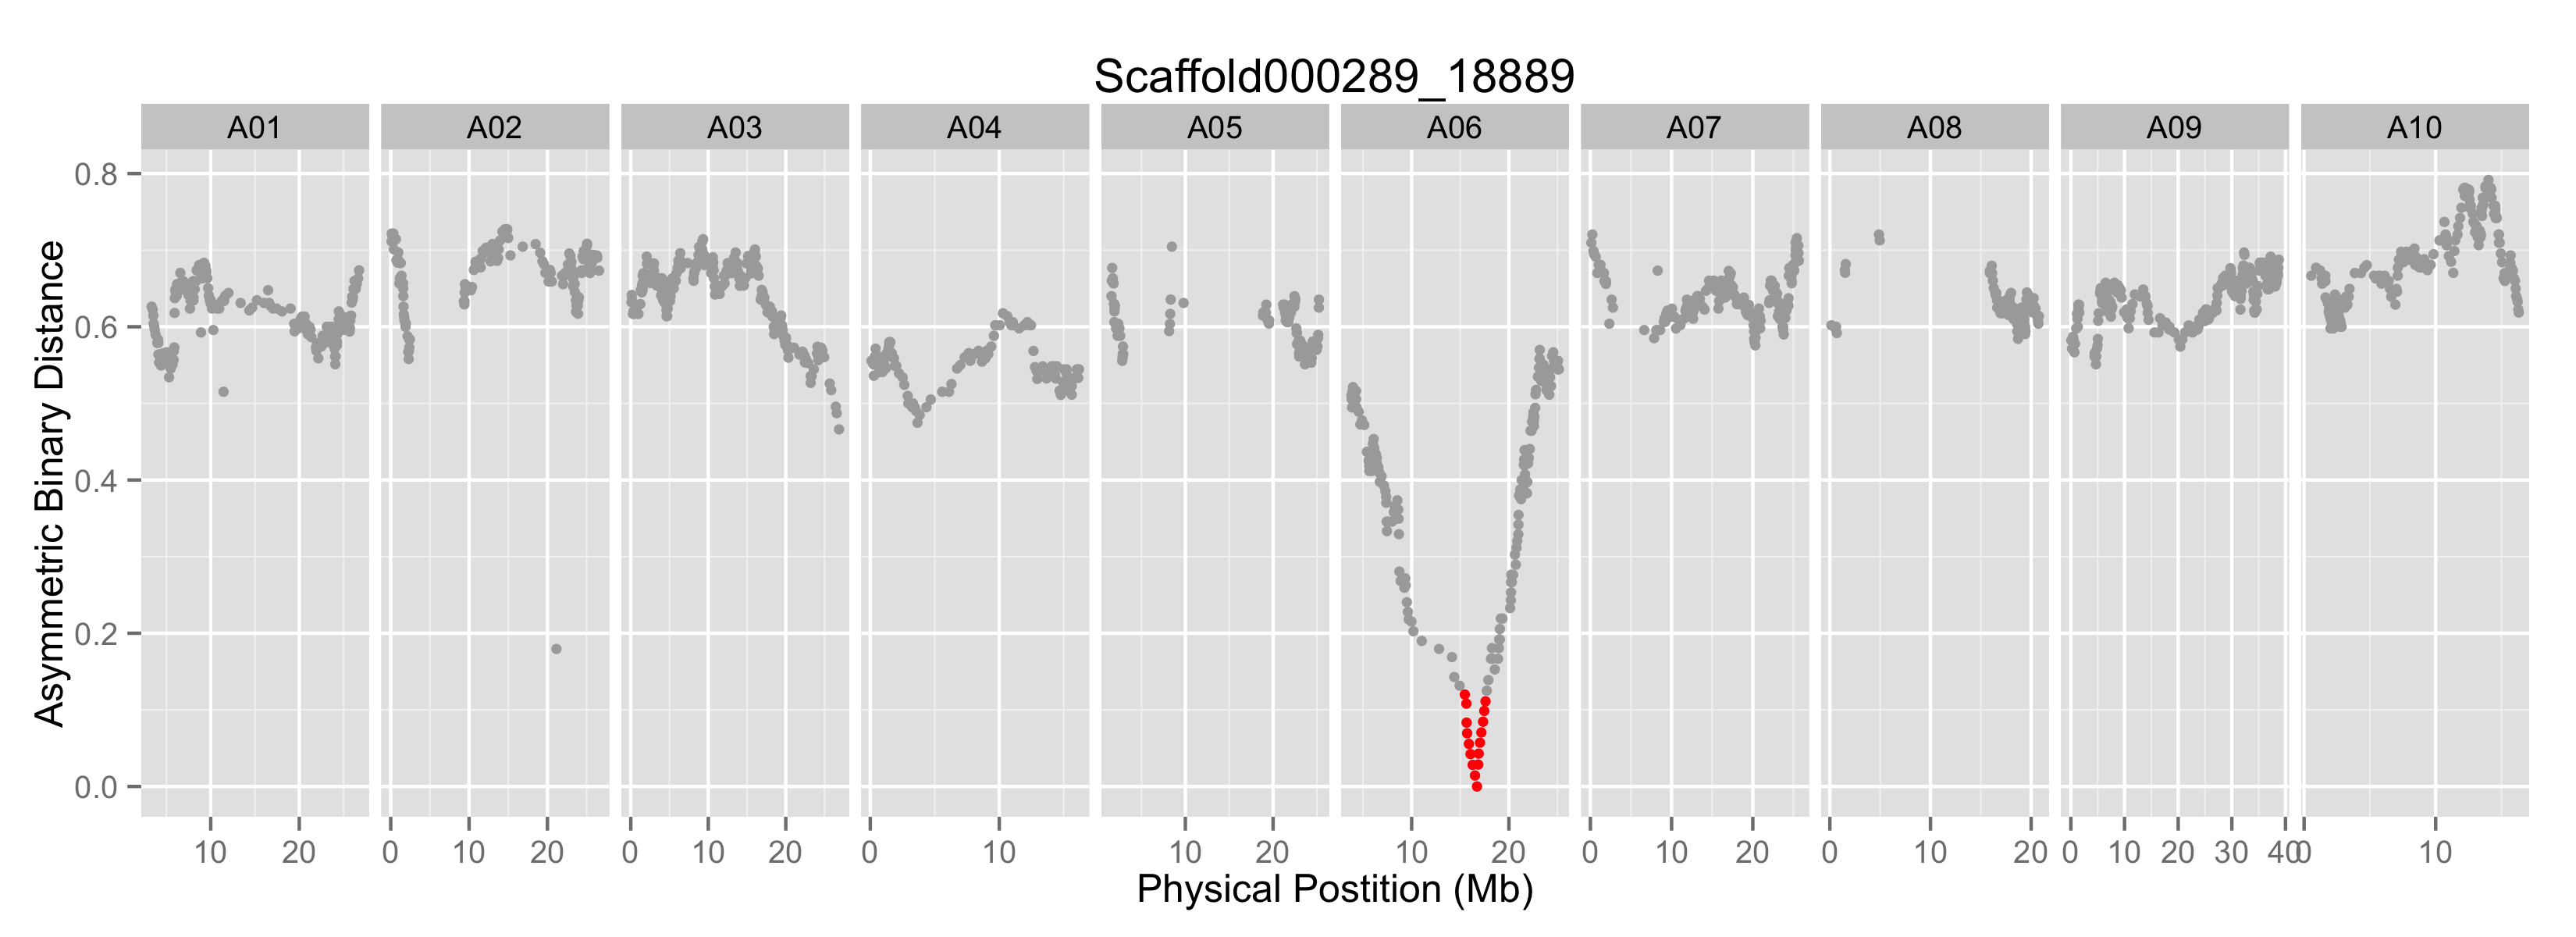 Scaffold000289_18889
A01 A02 A03 A04 A05 A06 A07 A08 A09 A10
Asymmetric Binary Distance
0.8
0.6
0.4
0.2
0.0
10 20 0 10 20 0 10 20 0 10 10 20 10 20 0 10 20 0 10 20 0 10 20 30 40 0 10
Physical Postition (Mb)